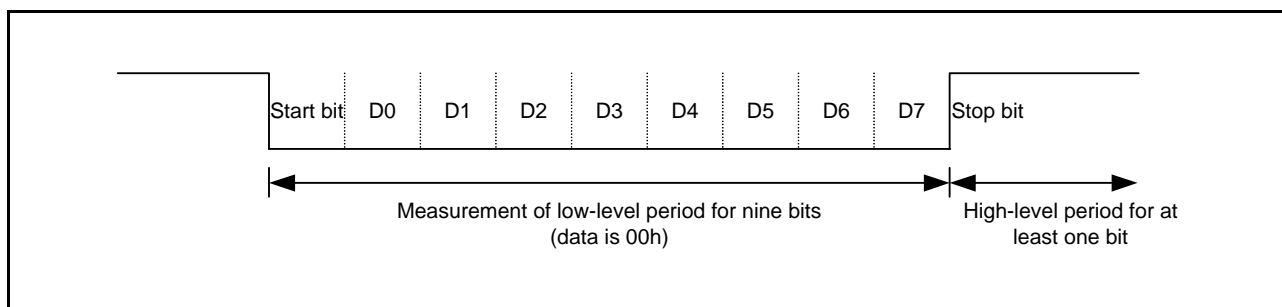 Start bit D0 D1 D2 D3 D4 D5 D6 D7 Stop bit
Measurement of low-level period for nine bits
(data is 00h)
High-level period for at
least one bit